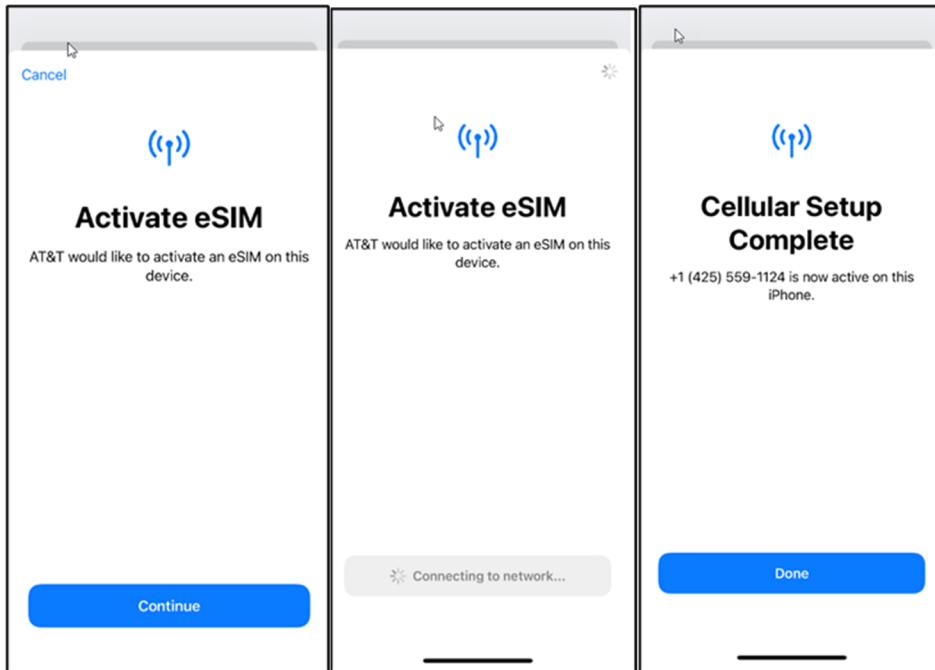 Cancel
Activate eSIM
AT&T would like to activate an eSIM on this
device.
Continue
Activate eSIM
AT&T would like to activate an eSIM on this
device.
Connecting to network...
Cellular Setup
Complete
+1 (425) 559-1124 is now active on this
iPhone.
Done